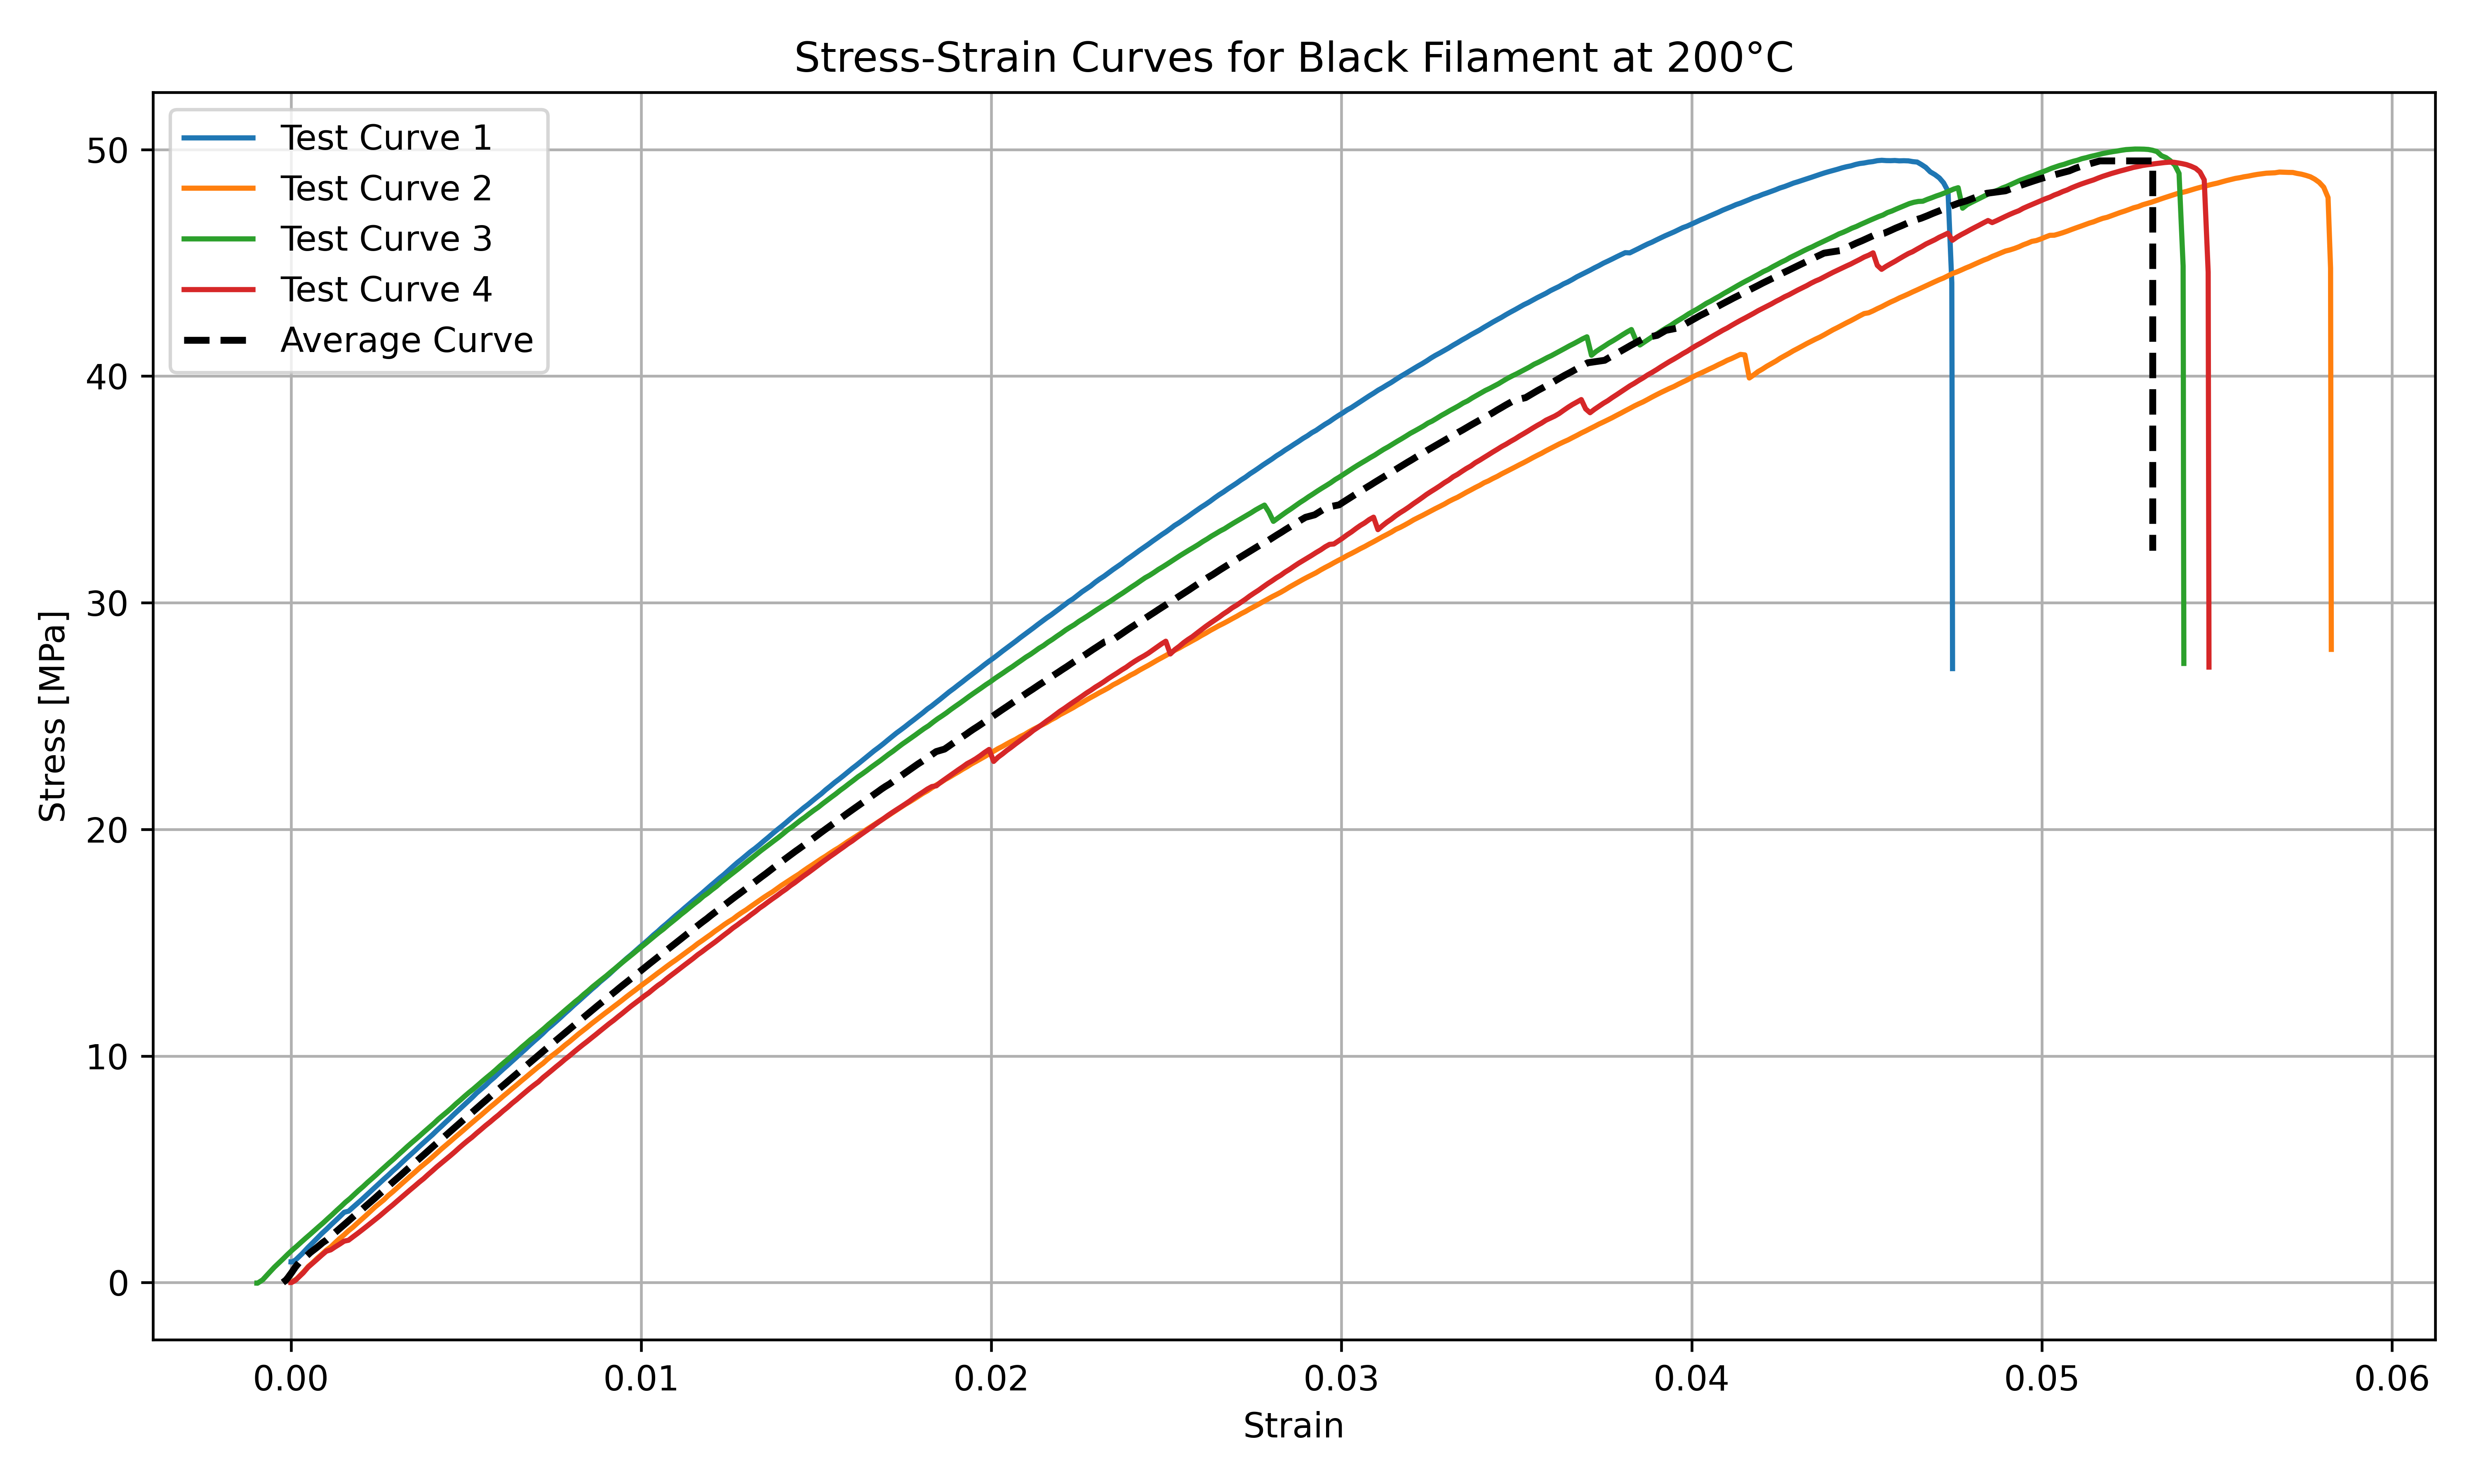 Stress-Strain Curves for Black Filament at 200°C
Test Curve 1
Test Curve 2
Test Curve 3
Test Curve 4
Average Curve
Stress [MPa]
50
40
30
20
10
0
0.00 0.01 0.02 0.03 0.04 0.05 0.06
Strain